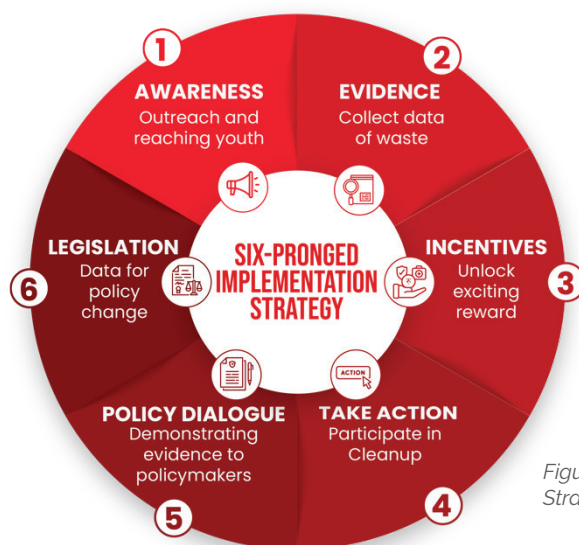 1
AWARENESS
Outreach and
reaching youth
2
EVIDENCE
Collect data
of waste
INCENTIVES
Unlock
exciting
reward
3
TAKE ACTION
Participate in
Cleanup
4
POLICY DIALOGUE
Demonstrating
evidence to
policymakers
5
LEGISLATION
Data for
policy
change
6
SIX-PRONGED
IMPLEMENTATION
STRATEGY
ACTION